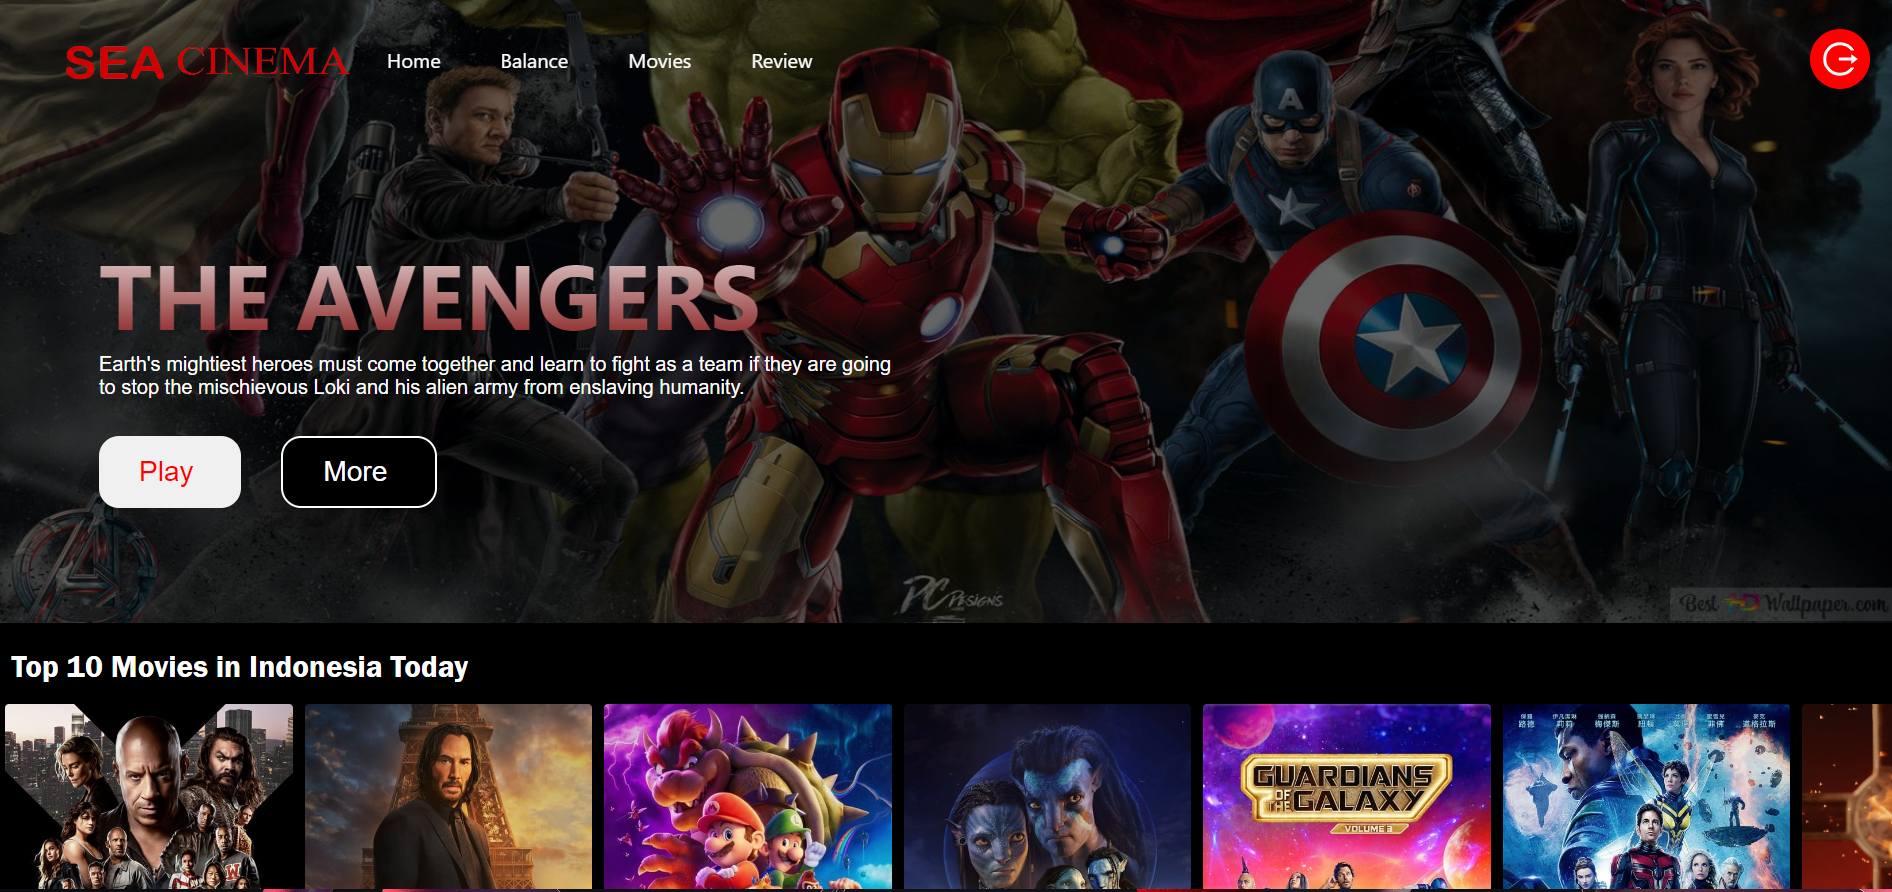 SEA CINEMA
Home
Balance
Movies
Review
A
THE AVENGERS
Earth's mightiest heroes must come together and learn to fight as a team if they are going
to stop the mischievous Loki and his alien army from enslaving humanity.
Play
More
PC DESIGNS
Best HD Wallpaper.com
Top 10 Movies in Indonesia Today
GUARDIANS
OF THE GALAXY
VOLUME 3
W